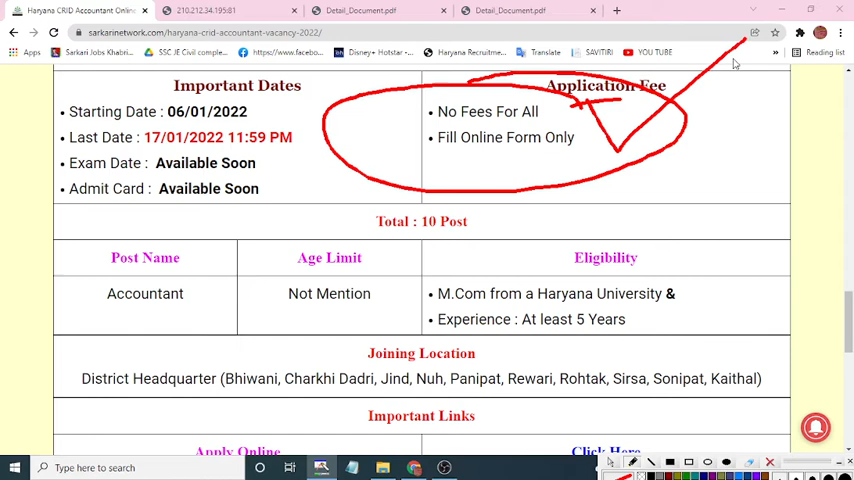 Haryana CRID Accountant Online
210.212.34.195:81
Detail_Document.pdf
Detail_Document.pdf
sarkarinetwork.com/haryana-crid-accountant-vacancy-2022/
Apps
Sarkari Jobs Khabri...
SSC JE Civil complec...
https://www.facebo...
Disney+ Hotstar
Haryana Recruitme...
Translate
SAVITIRI
YOU TUBE
»
Reading list
Important Dates
Application Fee
• Starting Date : 06/01/2022
• No Fees For All
• Last Date : 17/01/2022 11:59 PM
• Fill Online Form Only
• Exam Date : Available Soon
• Admit Card : Available Soon
Total : 10 Post
Post Name
Age Limit
Eligibility
Accountant
Not Mention
• M.Com from a Haryana University &
• Experience : At least 5 Years
Joining Location
District Headquarter (Bhiwani, Charkhi Dadri, Jind, Nuh, Panipat, Rewari, Rohtak, Sirsa, Sonipat, Kaithal)
Important Links
Apply Online
Click Here
Type here to search